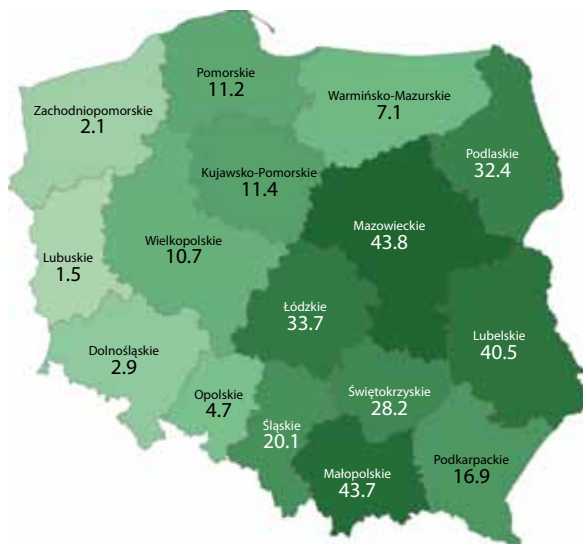 Pomorskie
11.2
Warmińsko-Mazurskie
7.1
Zachodniopomorskie
2.1
Podlaskie
32.4
Kujawsko-Pomorskie
11.4
Mazowieckie
43.8
Wielkopolskie
10.7
Lubuskie
1.5
Łódzkie
33.7
Lubelskie
40.5
Dolnośląskie
2.9
Opolskie
4.7
Świętokrzyskie
28.2
Śląskie
20.1
Podkarpackie
16.9
Małopolskie
43.7